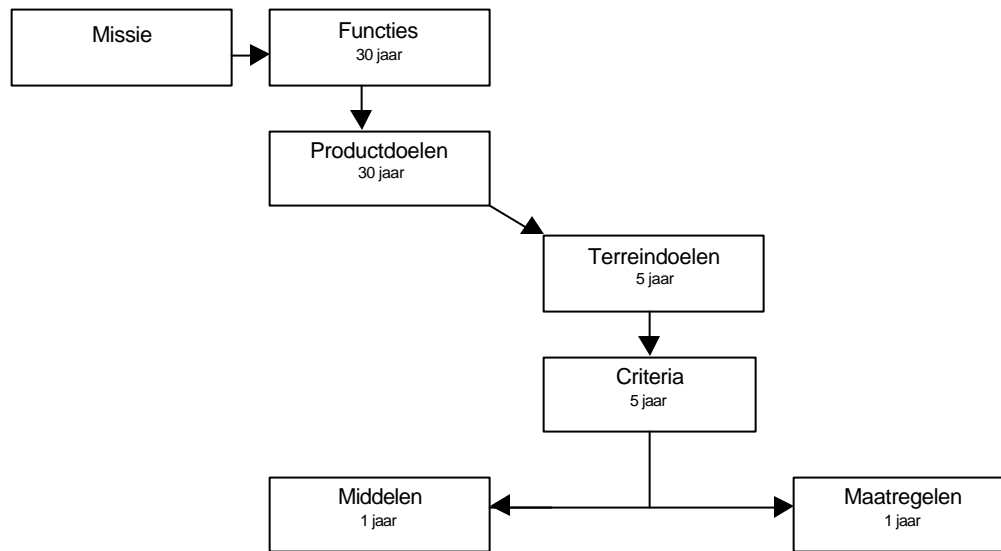 Missie
Functies
30 jaar
Productdoelen
30 jaar
Terreindoelen
5 jaar
Criteria
5 jaar
Middelen
1 jaar
Maatregelen
1 jaar